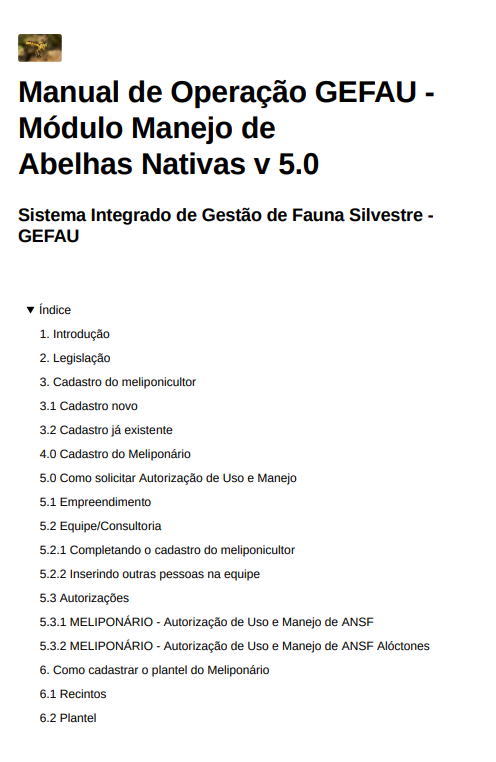 Manual de Operação GEFAU -
Módulo Manejo de
Abelhas Nativas v 5.0
Sistema Integrado de Gestão de Fauna Silvestre -
GEFAU
▼ Índice
1. Introdução
2. Legislação
3. Cadastro do meliponicultor
3.1 Cadastro novo
3.2 Cadastro já existente
4.0 Cadastro do Meliponário
5.0 Como solicitar Autorização de Uso e Manejo
5.1 Empreendimento
5.2 Equipe/Consultoria
5.2.1 Completando o cadastro do meliponicultor
5.2.2 Inserindo outras pessoas na equipe
5.3 Autorizações
5.3.1 MELIPONÁRIO - Autorização de Uso e Manejo de ANSF
5.3.2 MELIPONÁRIO - Autorização de Uso e Manejo de ANSF Alóctones
6. Como cadastrar o plantel do Meliponário
6.1 Recintos
6.2 Plantel